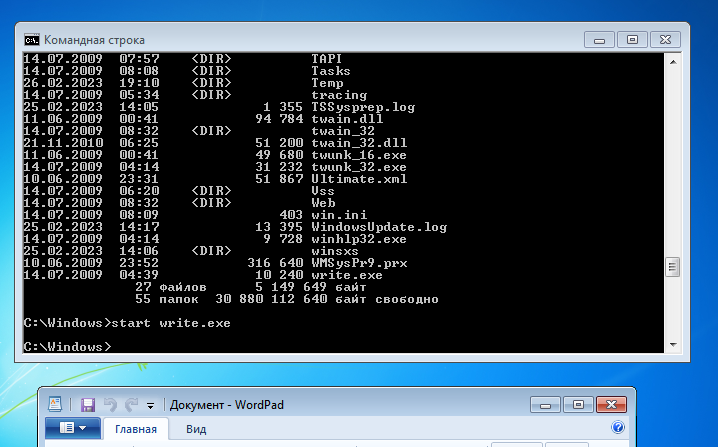 Командная строка
14.07.2009  07:57    <DIR>          TAPI
14.07.2009  08:08    <DIR>          Tasks
26.02.2023  19:10    <DIR>          Temp
14.07.2009  05:34    <DIR>          tracing
25.02.2023  14:05             1 355 TSSysprep.log
11.06.2009  00:41            94 784 twain.dll
14.07.2009  08:32    <DIR>          twain_32
21.11.2010  06:25            51 200 twain_32.dll
11.06.2009  00:41            49 680 twunk_16.exe
14.07.2009  04:14            31 232 twunk_32.exe
10.06.2009  23:31            51 867 Ultimate.xml
14.07.2009  06:20    <DIR>          Vss
14.07.2009  08:32    <DIR>          Web
14.07.2009  08:09               403 win.ini
25.02.2023  14:17            13 395 WindowsUpdate.log
14.07.2009  04:14             9 728 winhlp32.exe
25.02.2023  14:06    <DIR>          winsxs
10.06.2009  23:52           316 640 WMSysPr9.prx
14.07.2009  04:39            10 240 write.exe
27 файлов      5 149 649 байт
55 папок  30 880 112 640 байт свободно
C:\Windows>start write.exe
C:\Windows>
Документ - WordPad
Главная Вид